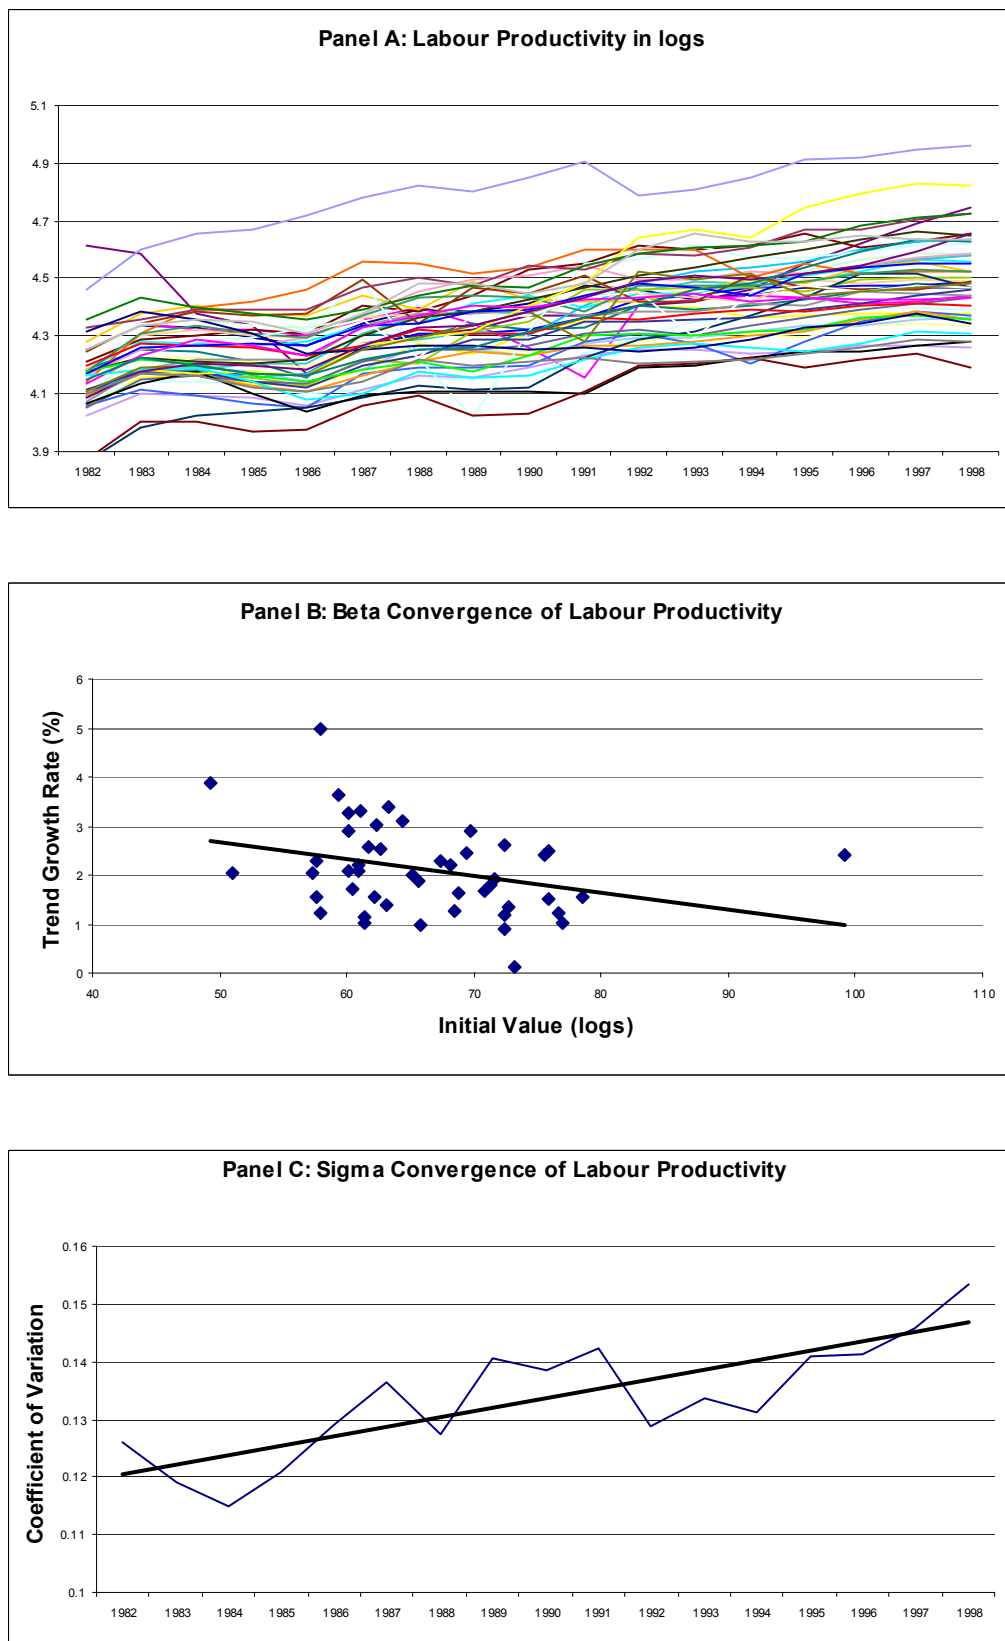 Panel A: Labour Productivity in logs
5.1
4.9
4.7
4.5
4.3
4.1
3.9
1982 1983 1984 1985 1986 1987 1988 1989 1990 1991 1992 1993 1994 1995 1996 1997 1998
Panel B: Beta Convergence of Labour Productivity
Trend Growth Rate (%)
6
5
4
3
2
1
0
40 50 60 70 80 90 100 110
Initial Value (logs)
Panel C: Sigma Convergence of Labour Productivity
Coefficient of Variation
0.16
0.15
0.14
0.13
0.12
0.11
0.1
1982 1983 1984 1985 1986 1987 1988 1989 1990 1991 1992 1993 1994 1995 1996 1997 1998